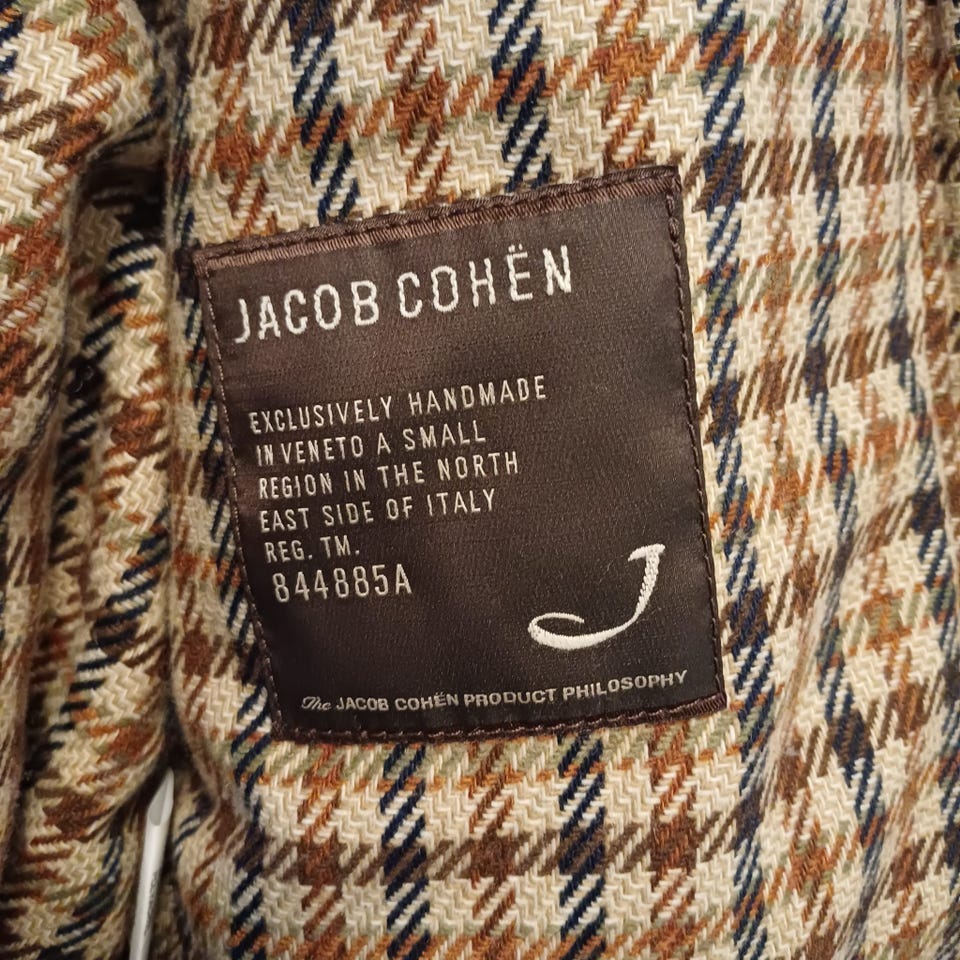 JACOB COHËN
EXCLUSIVELY HANDMADE
IN VENETO A SMALL
REGION IN THE NORTH
EAST SIDE OF ITALY
REG. TM.
844885A
J
The JACOB COHËN PRODUCT PHILOSOPHY